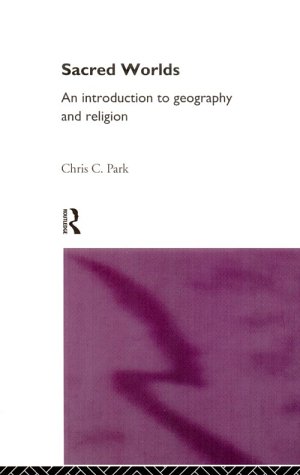 Sacred Worlds
An introduction to geography
and religion
Chris C. Park
ROUTLEDGE